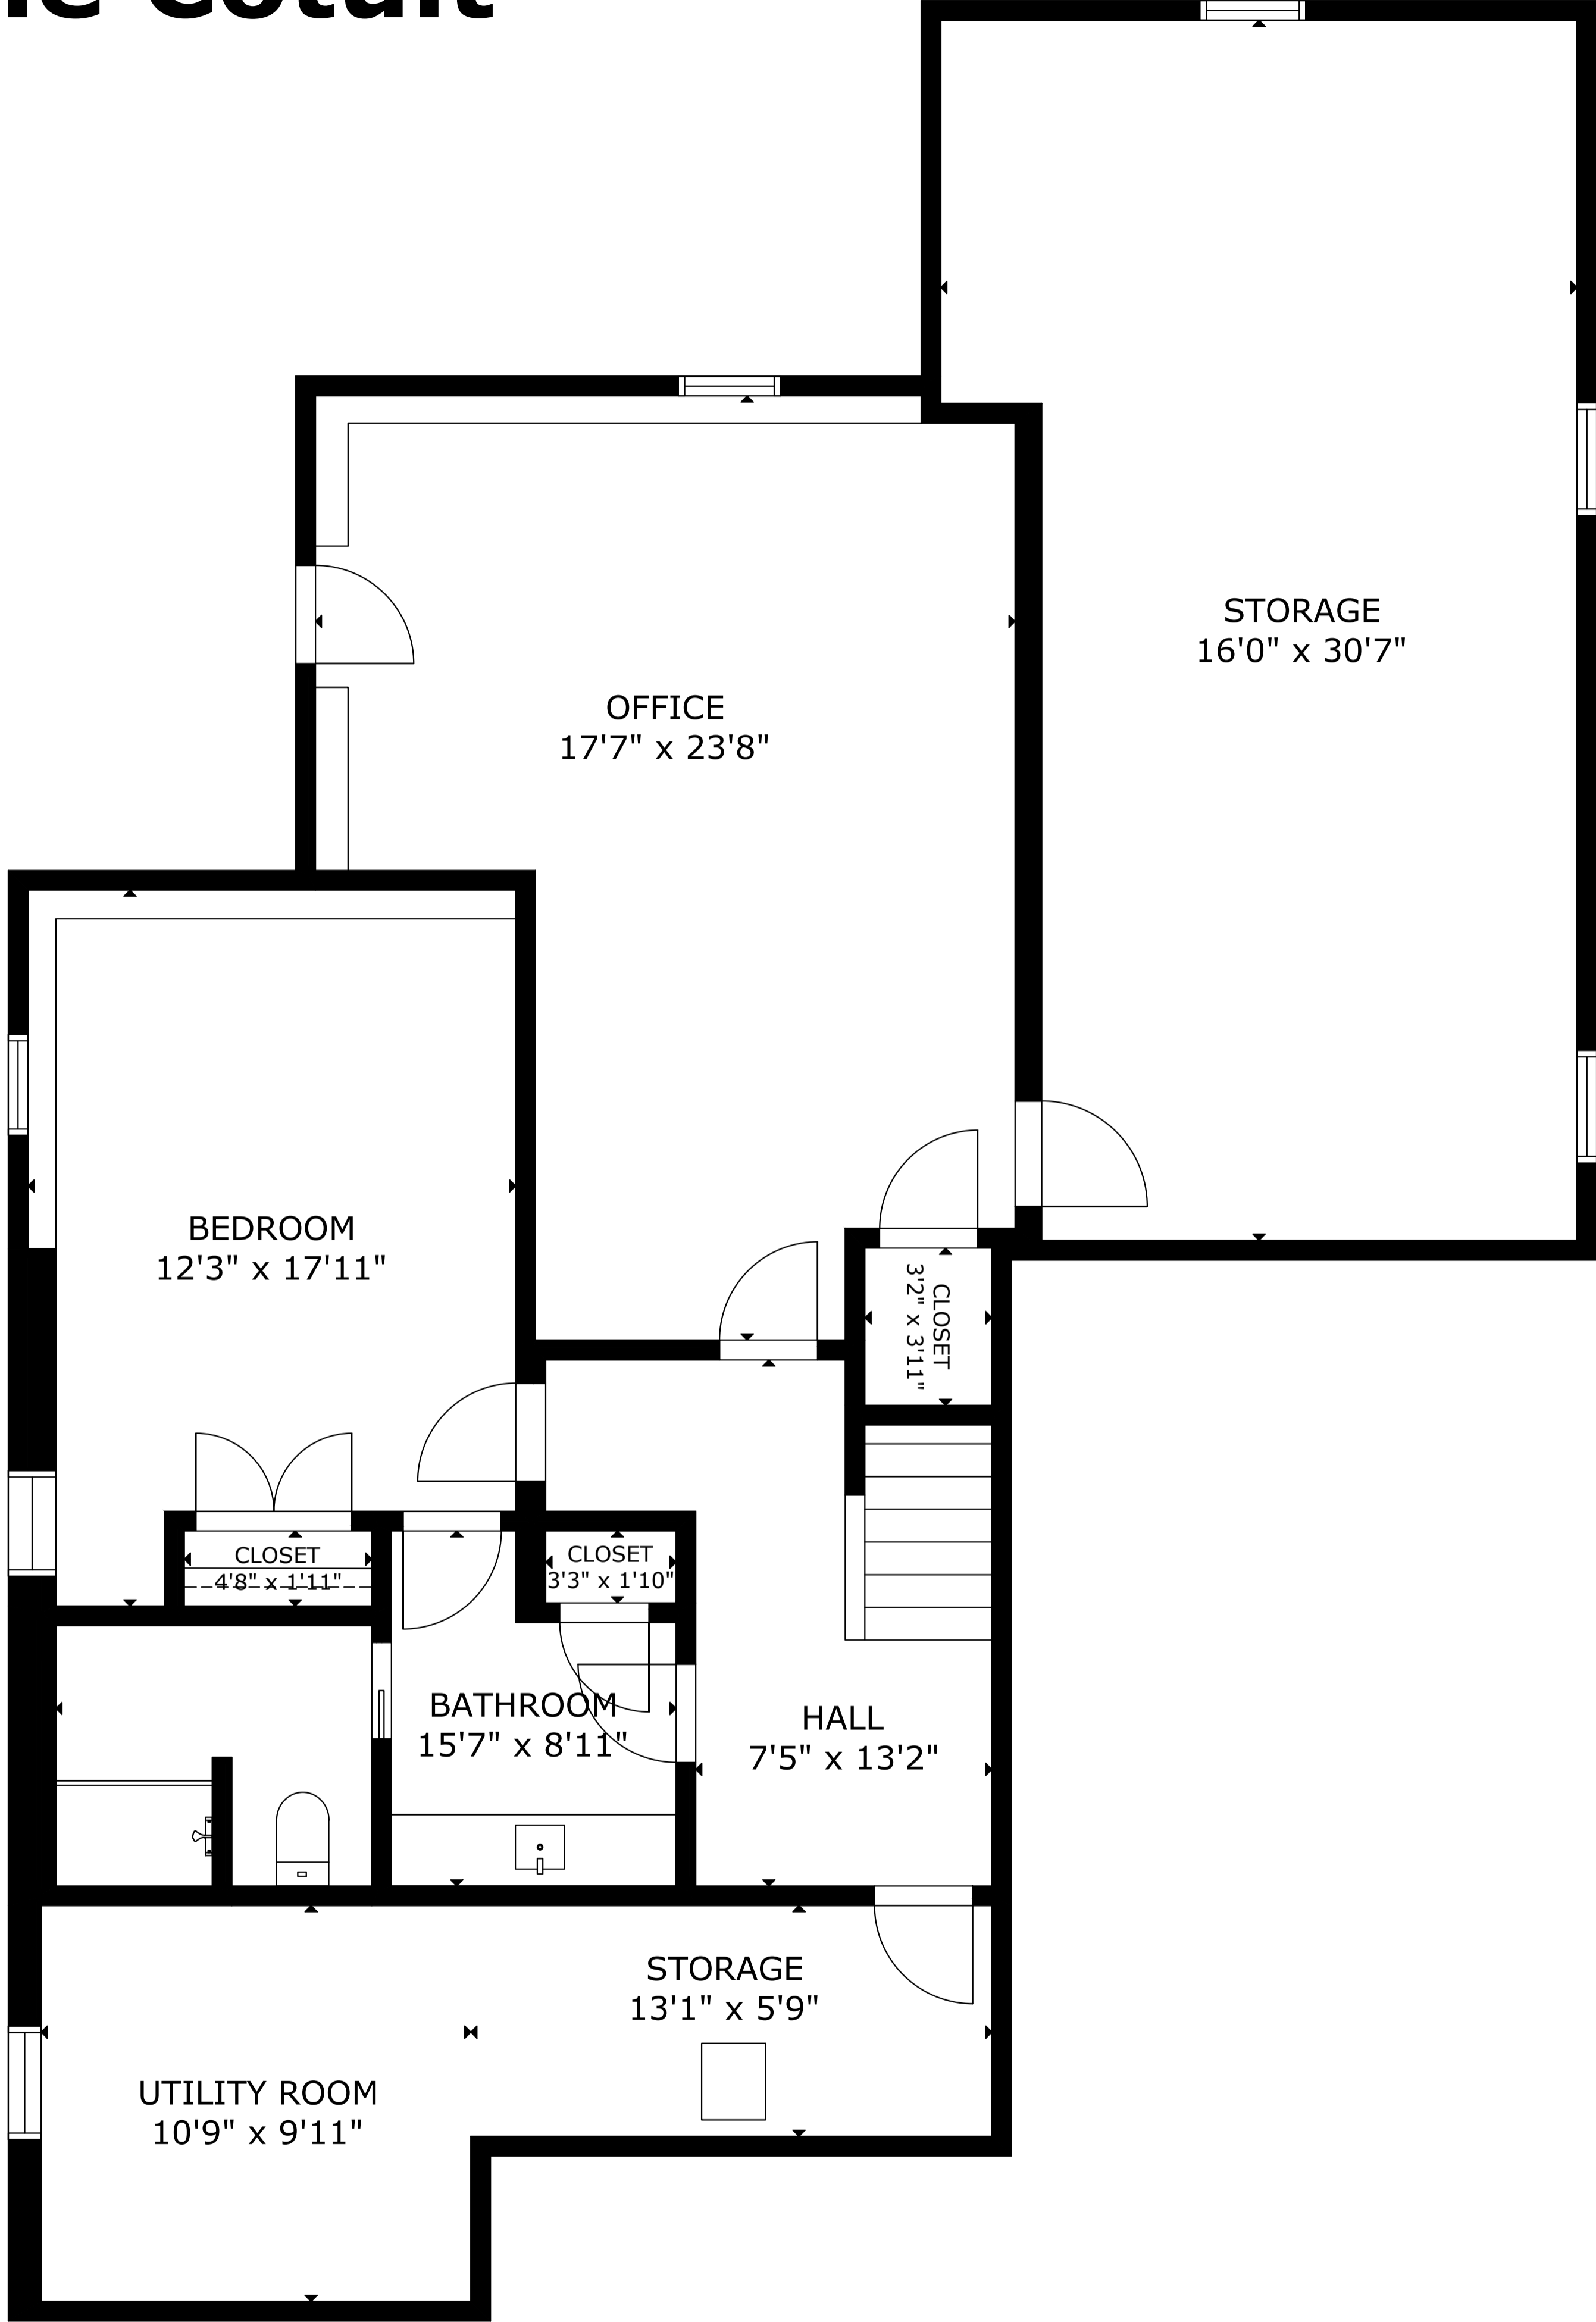 STORAGE
16'0" x 30'7"
OFFICE
17'7" x 23'8"
BEDROOM
12'3" x 17'11"
CLOSET
3'2" x 3'11"
CLOSET
4'8" x 1'11"
CLOSET
3'3" x 1'10"
BATHROOM
15'7" x 8'11"
HALL
7'5" x 13'2"
STORAGE
13'1" x 5'9"
UTILITY ROOM
10'9" x 9'11"